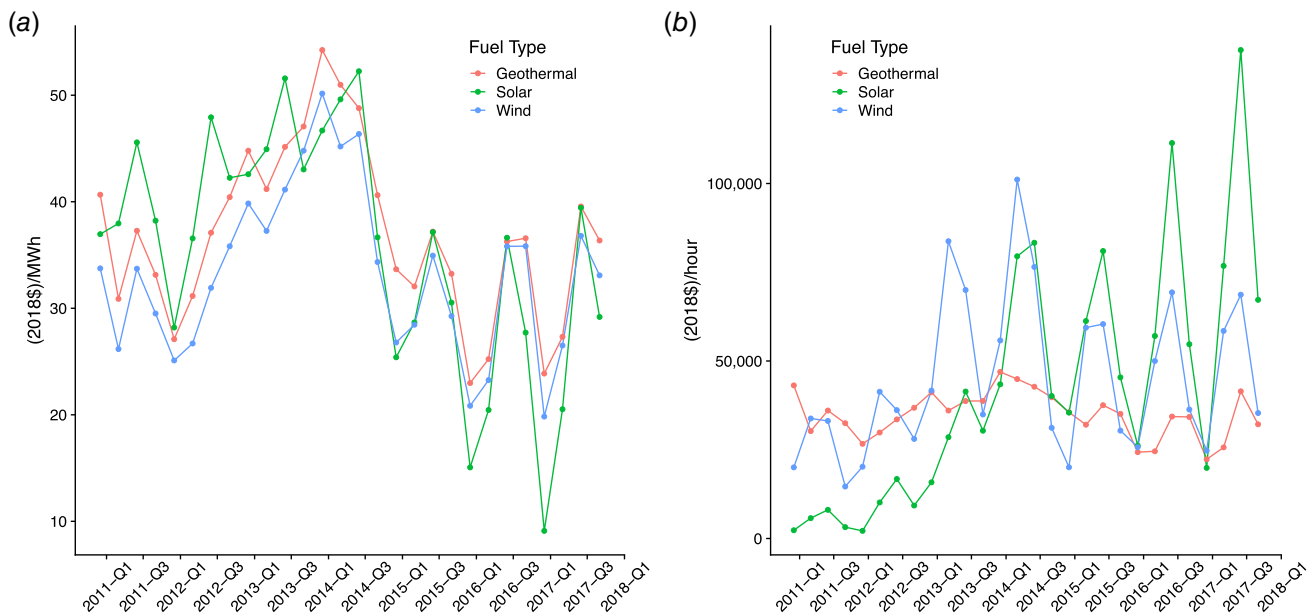 (a)
(2018$)/MWh
50
40
30
20
10
Fuel Type
Geothermal
Solar
Wind
2011–Q1
2011–Q3
2012–Q1
2012–Q3
2013–Q1
2013–Q3
2014–Q1
2014–Q3
2015–Q1
2015–Q3
2016–Q1
2016–Q3
2017–Q1
2017–Q3
2018–Q1
(b)
(2018$)/hour
100,000
50,000
0
Fuel Type
Geothermal
Solar
Wind
2011–Q1
2011–Q3
2012–Q1
2012–Q3
2013–Q1
2013–Q3
2014–Q1
2014–Q3
2015–Q1
2015–Q3
2016–Q1
2016–Q3
2017–Q1
2017–Q3
2018–Q1